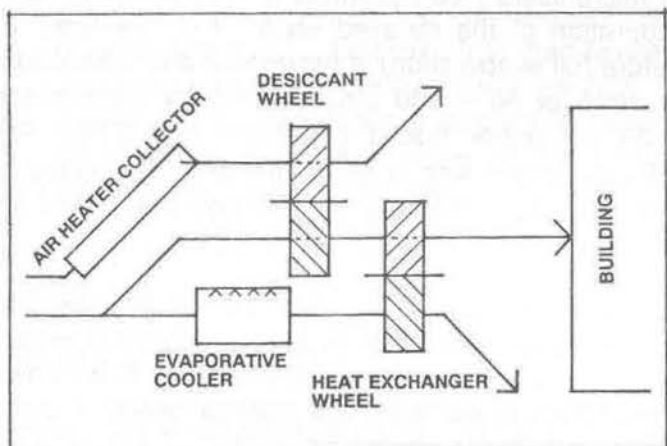 DESICCANT
WHEEL
AIR HEATER COLLECTOR
BUILDING
EVAPORATIVE
COOLER
HEAT EXCHANGER
WHEEL